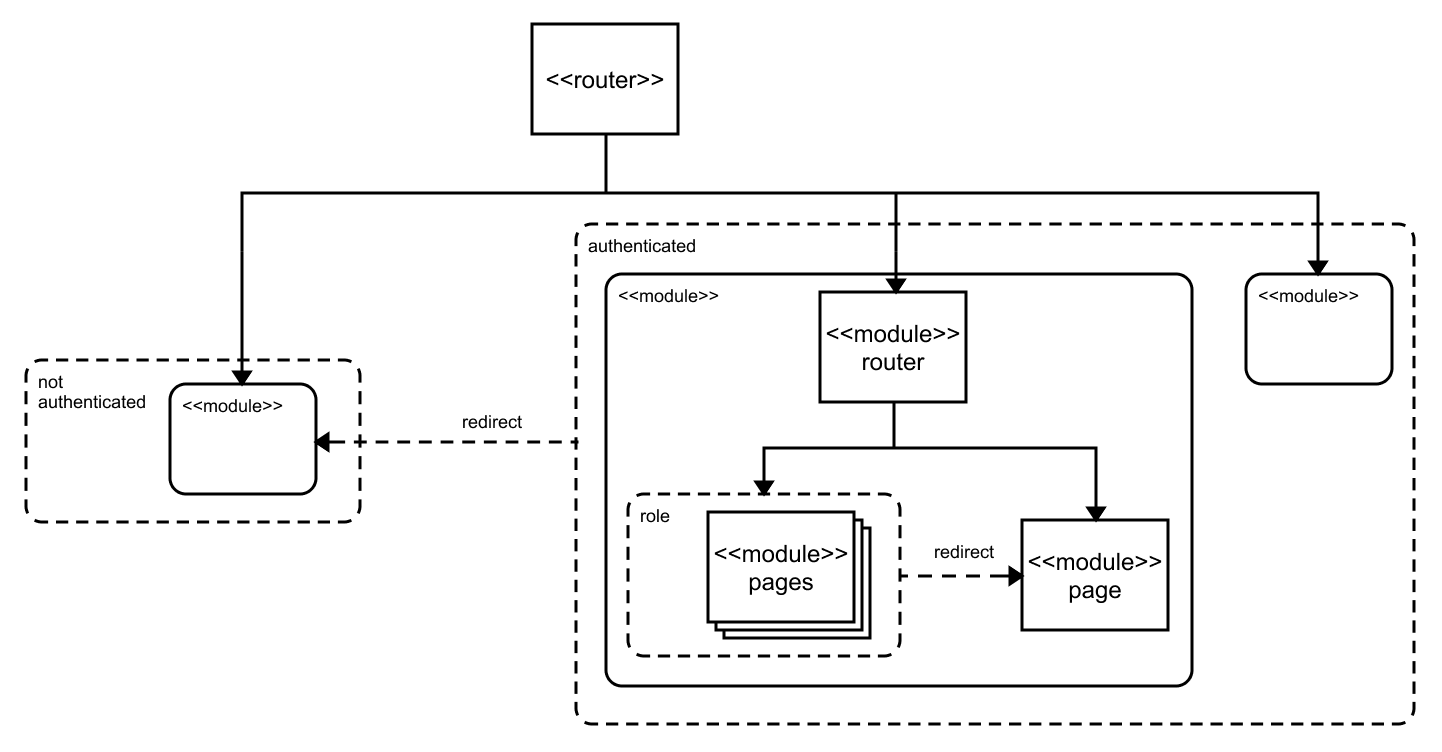 <<router>>
authenticated
<<module>>
<<module>>
router
<<module>>
not
authenticated
<<module>>
redirect
role
<<module>>
pages
redirect
<<module>>
page